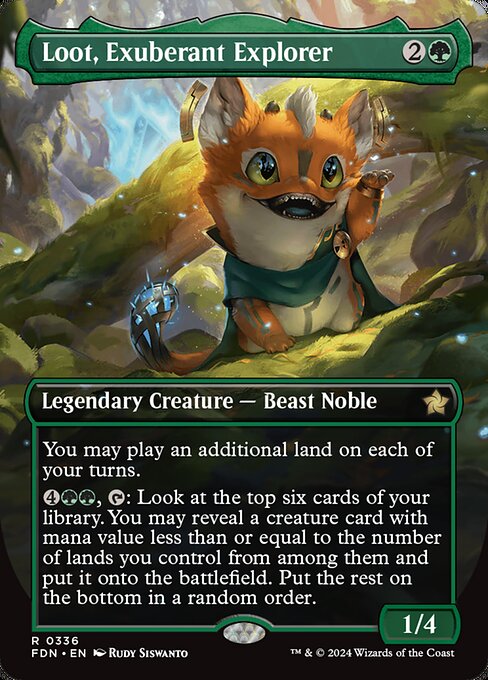 Loot, Exuberant Explorer 2
Legendary Creature — Beast Noble
You may play an additional land on each of
your turns.
4, : Look at the top six cards of your
library. You may reveal a creature card with
mana value less than or equal to the number
of lands you control from among them and
put it onto the battlefield. Put the rest on
the bottom in a random order.
1/4
R 0336
FDN • EN Rudy Siswanto
™ & © 2024 Wizards of the Coast